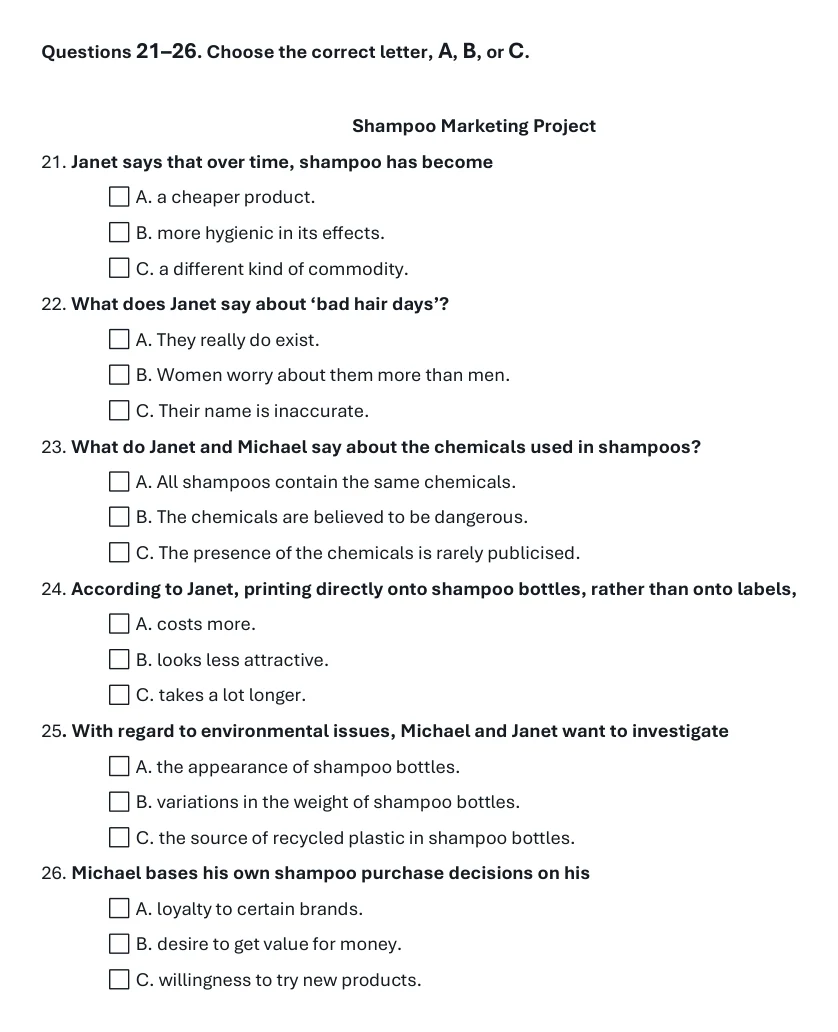 Questions 21–26. Choose the correct letter, A, B, or C.
Shampoo Marketing Project
21. Janet says that over time, shampoo has become
A. a cheaper product.
B. more hygienic in its effects.
C. a different kind of commodity.
22. What does Janet say about ‘bad hair days’?
A. They really do exist.
B. Women worry about them more than men.
C. Their name is inaccurate.
23. What do Janet and Michael say about the chemicals used in shampoos?
A. All shampoos contain the same chemicals.
B. The chemicals are believed to be dangerous.
C. The presence of the chemicals is rarely publicised.
24. According to Janet, printing directly onto shampoo bottles, rather than onto labels,
A. costs more.
B. looks less attractive.
C. takes a lot longer.
25. With regard to environmental issues, Michael and Janet want to investigate
A. the appearance of shampoo bottles.
B. variations in the weight of shampoo bottles.
C. the source of recycled plastic in shampoo bottles.
26. Michael bases his own shampoo purchase decisions on his
A. loyalty to certain brands.
B. desire to get value for money.
C. willingness to try new products.